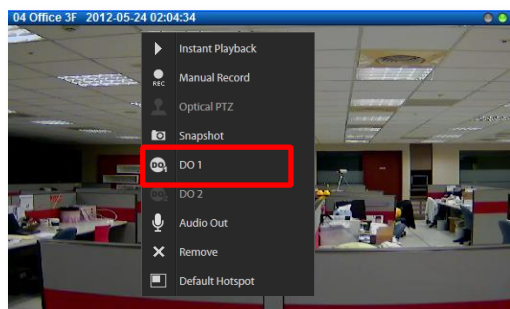 04 Office 3F 2012-05-24 02:04:34
Instant Playback
REC Manual Record
Optical PTZ
Snapshot
DO1 DO 1
DO2 DO 2
Audio Out
Remove
Default Hotspot